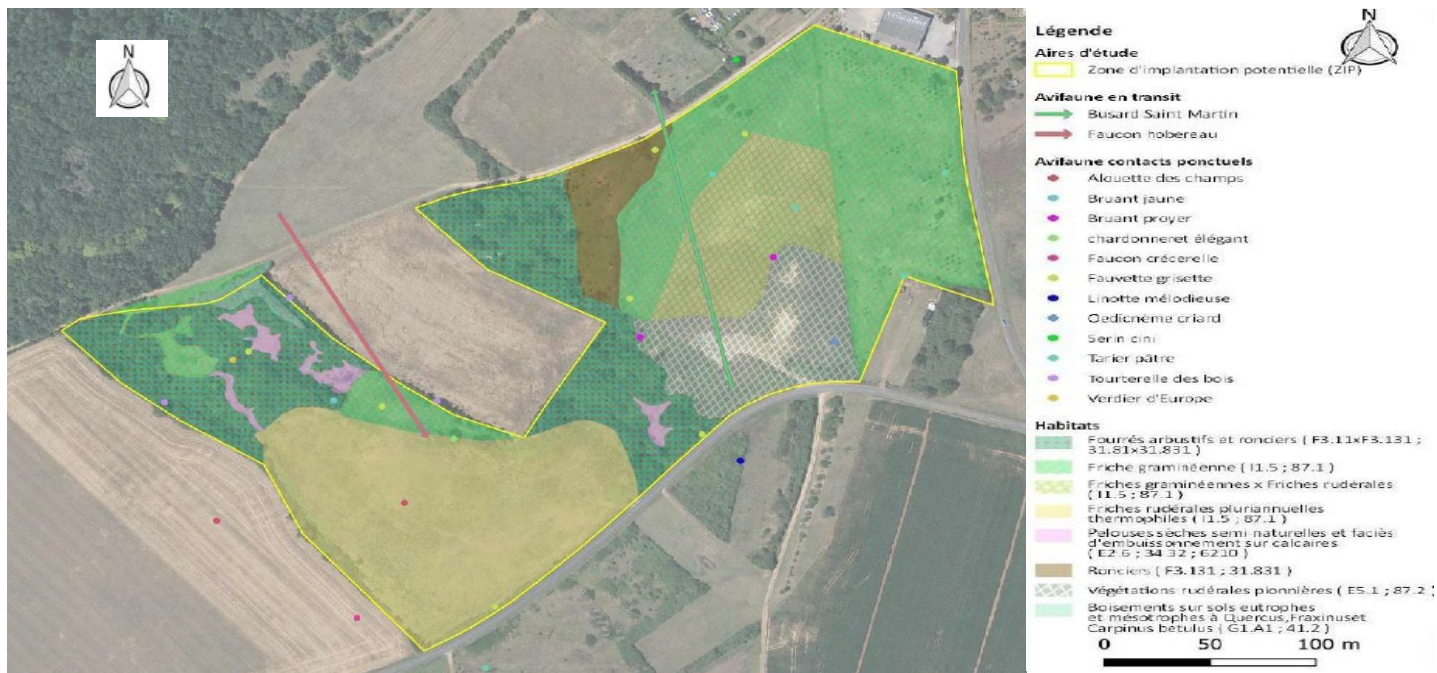 N
N
Légende
Aires d'étude
Zone d'implantation potentielle (ZIP)
Avifaune en transit
Busard Saint Martin
Faucon hobereau
Avifaune contacts ponctuels
Alouette des champs
Bruant jaune
Bruant proyer
chardonneret élégant
Faucon crécerelle
Fauvette grisette
Linotte mélodieuse
Oedicnème criard
Serin cini
Tarier pâtre
Tourterelle des bois
Verdier d'Europe
Habitats
Fourrés arbustifs et ronciers ( F3.11xF3.131 ;
31.81x31.831 )
Friche graminéenne ( I1.5 ; 87.1 )
Friches graminéennes x Friches rudérales
( I1.5 ; 87.1 )
Friches rudérales pluriannuelles
thermophiles ( I1.5 ; 87.1 )
Pelouses sèches semi-naturelles et faciès
d'embuissonnement sur calcaires
( E2.6 ; 34.32 ; 6210 )
Ronciers ( F3.131 ; 31.831 )
Végétations rudérales pionnières ( E5.1 ; 87.2 )
Boisements sur sols eutrophes
et mésotrophes à Quercus,Fraxinuset
Carpinus betulus ( G1.A1 ; 41.2 )
0 50 100 m